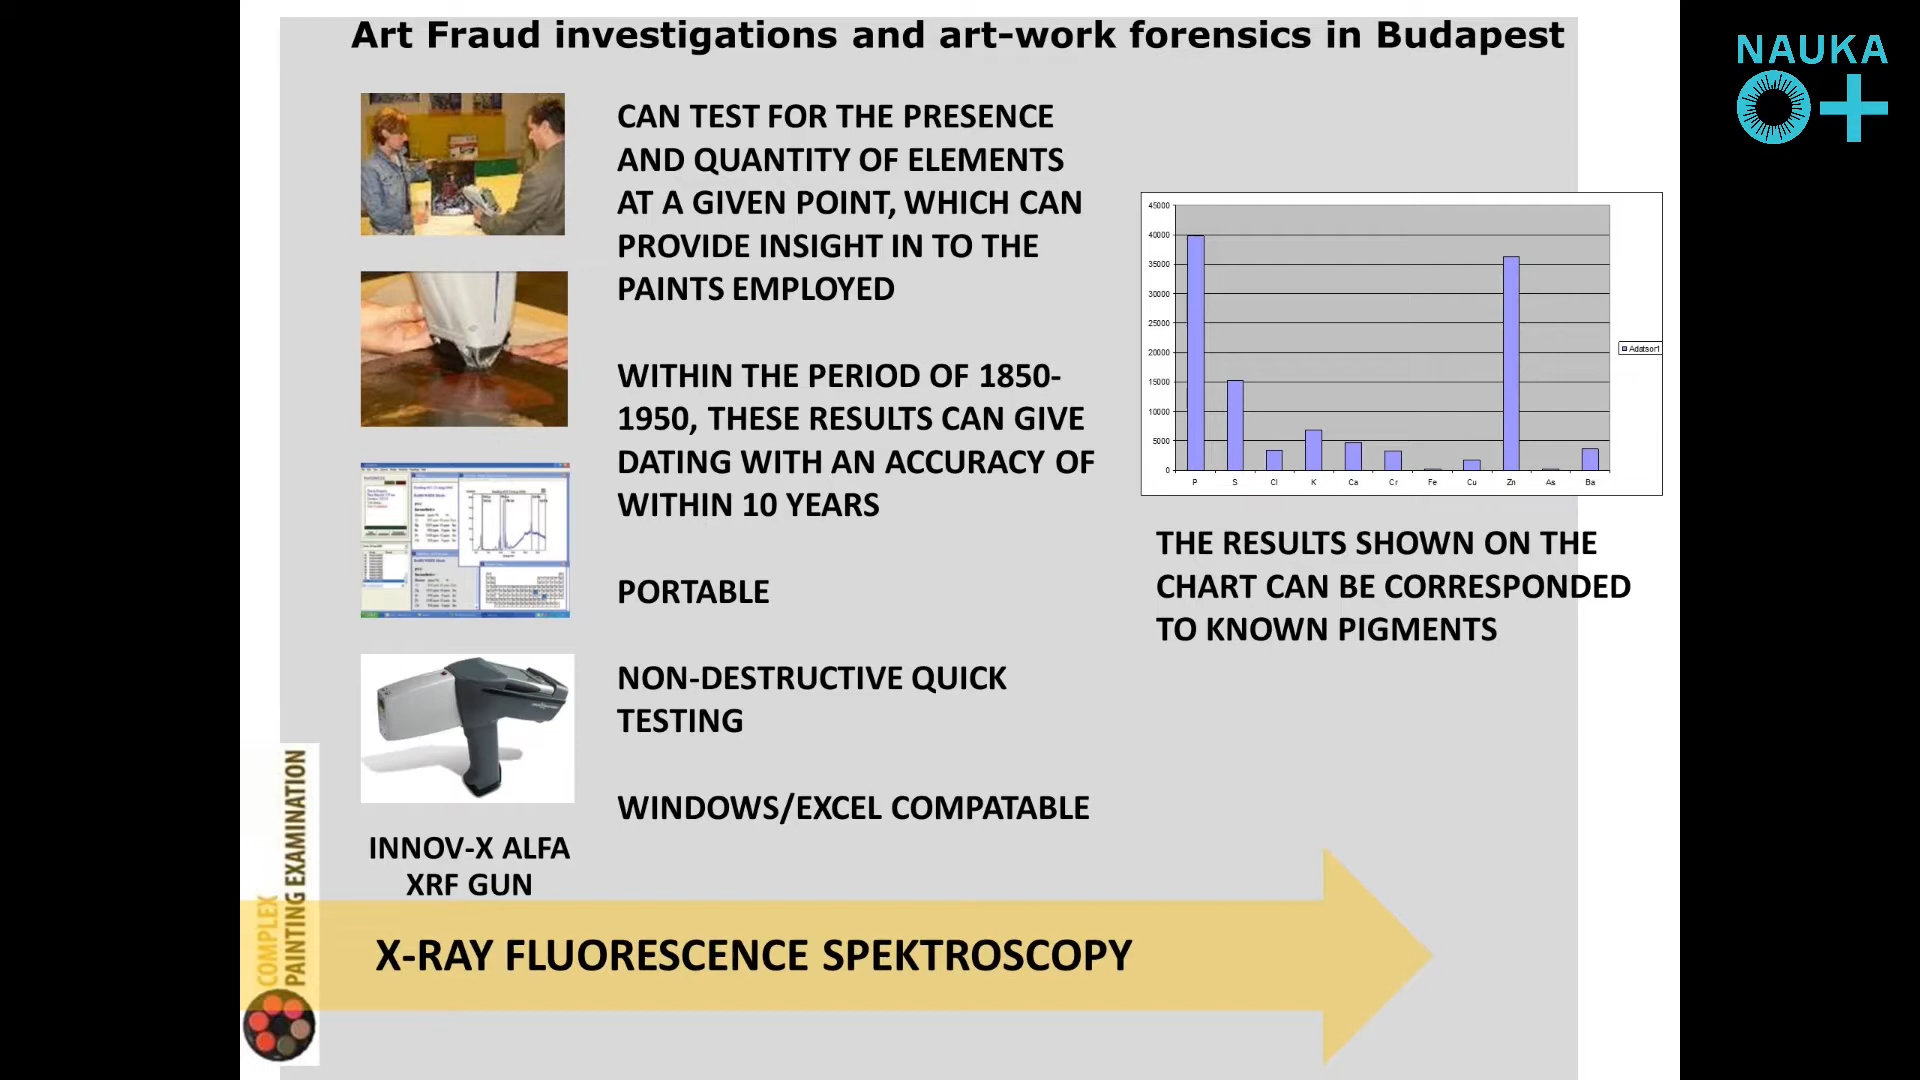 Art Fraud investigations and art-work forensics in Budapest
NAUKA
CAN TEST FOR THE PRESENCE
AND QUANTITY OF ELEMENTS
AT A GIVEN POINT, WHICH CAN
PROVIDE INSIGHT IN TO THE
PAINTS EMPLOYED
WITHIN THE PERIOD OF 1850-
1950, THESE RESULTS CAN GIVE
DATING WITH AN ACCURACY OF
WITHIN 10 YEARS
PORTABLE
NON-DESTRUCTIVE QUICK
TESTING
WINDOWS/EXCEL COMPATABLE
INNOV-X ALFA
XRF GUN
45000
40000
35000
30000
25000
20000
15000
10000
5000
0
P S Cl K Ca Cr Fe Cu Zn As Ba
Adatsor1
THE RESULTS SHOWN ON THE
CHART CAN BE CORRESPONDED
TO KNOWN PIGMENTS
COMPLEX
PAINTING EXAMINATION
X-RAY FLUORESCENCE SPEKTROSCOPY